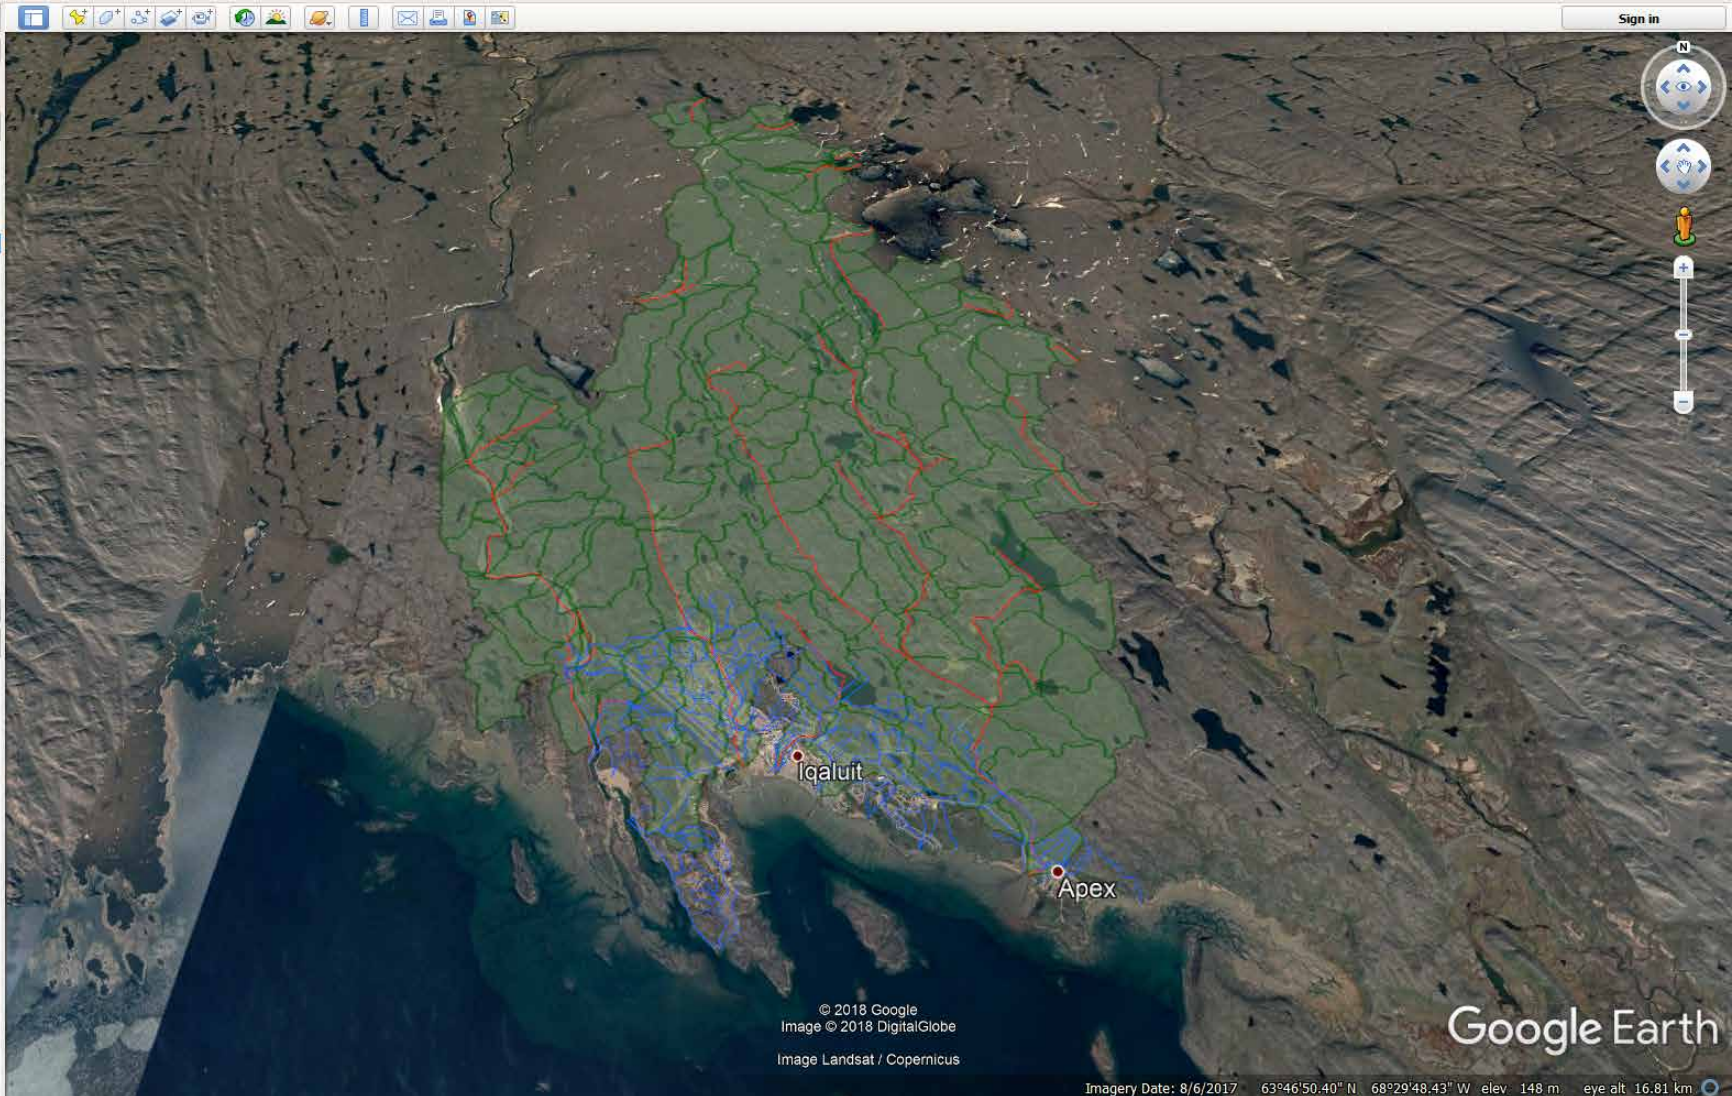 Sign in
N
Iqaluit
Apex
© 2018 Google
Image © 2018 DigitalGlobe
Image Landsat / Copernicus
Google Earth
Imagery Date: 8/6/2017 63°46'50.40" N 68°29'48.43" W elev 148 m eye alt 16.81 km